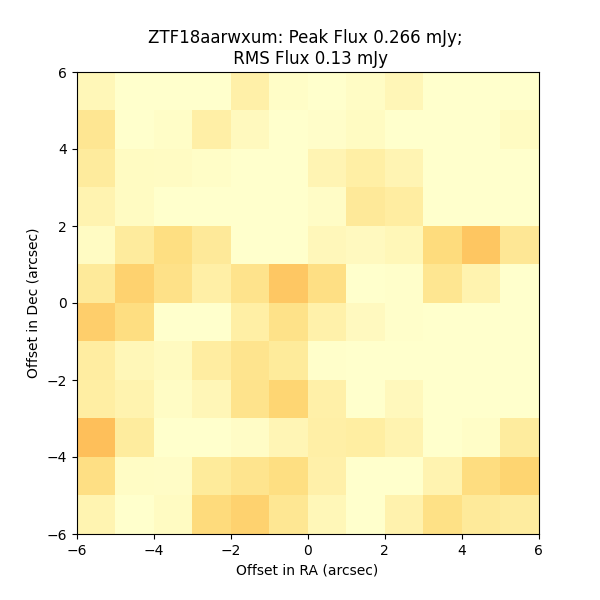 ZTF18aarwxum: Peak Flux 0.266 mJy;
RMS Flux 0.13 mJy
6
4
2
0
−2
−4
−6
Offset in Dec (arcsec)
−6 −4 −2 0 2 4 6
Offset in RA (arcsec)